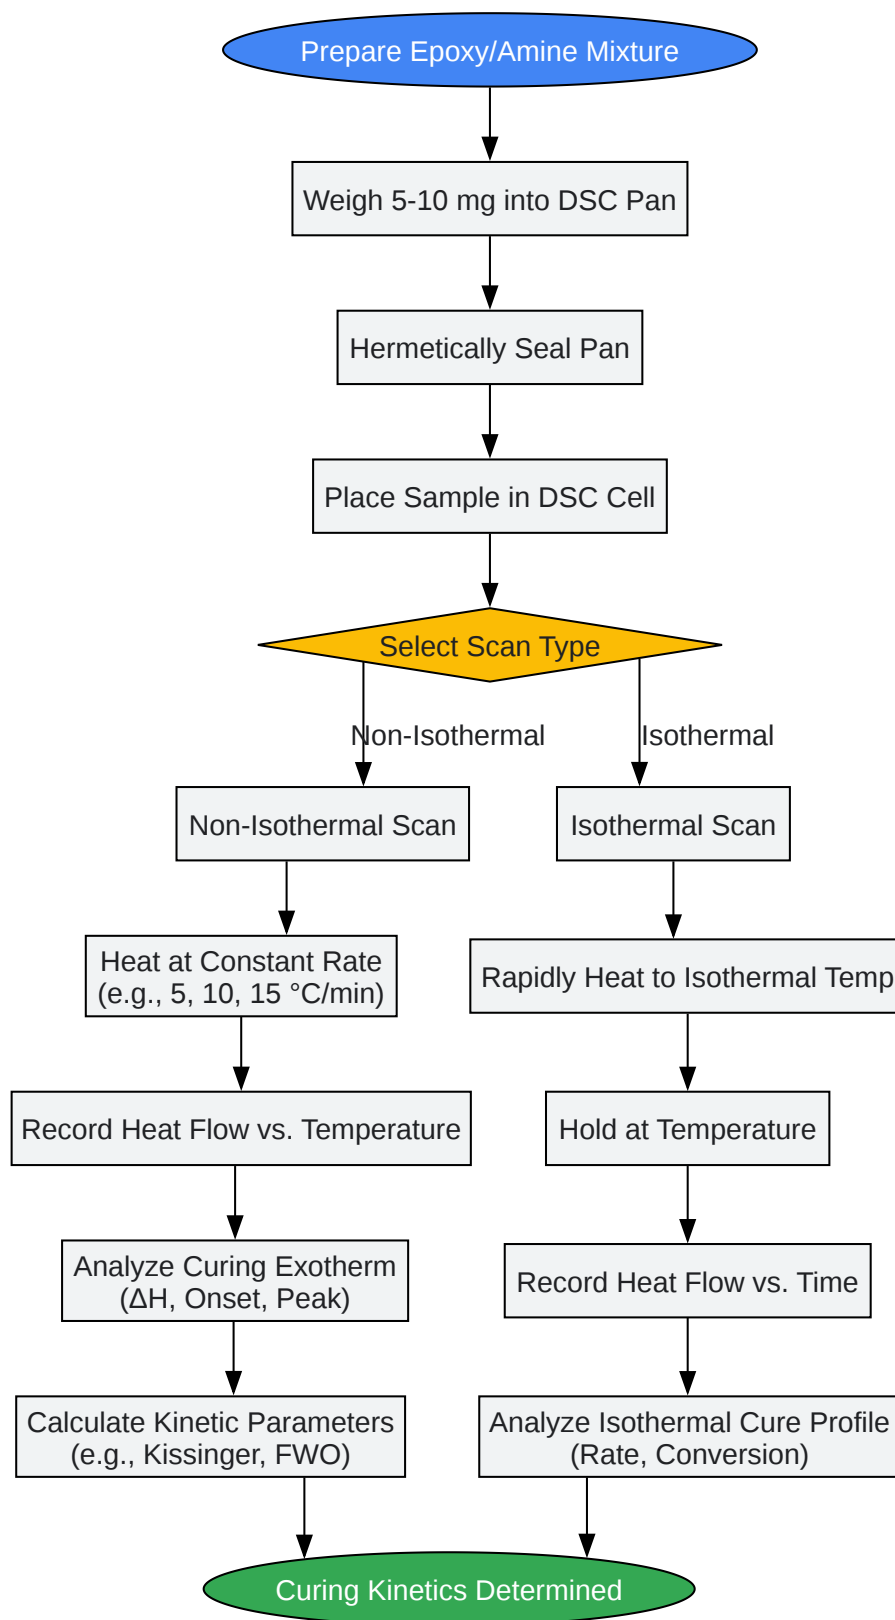 Prepare Epoxy/Amine Mixture
Weigh 5-10 mg into DSC Pan
Hermetically Seal Pan
Place Sample in DSC Cell
Select Scan Type
Non-Isothermal
Isothermal
Non-Isothermal Scan
Isothermal Scan
Heat at Constant Rate
(e.g., 5, 10, 15 °C/min)
Rapidly Heat to Isothermal Temp
Record Heat Flow vs. Temperature
Hold at Temperature
Analyze Curing Exotherm
(ΔH, Onset, Peak)
Record Heat Flow vs. Time
Calculate Kinetic Parameters
(e.g., Kissinger, FWO)
Analyze Isothermal Cure Profile
(Rate, Conversion)
Curing Kinetics Determined